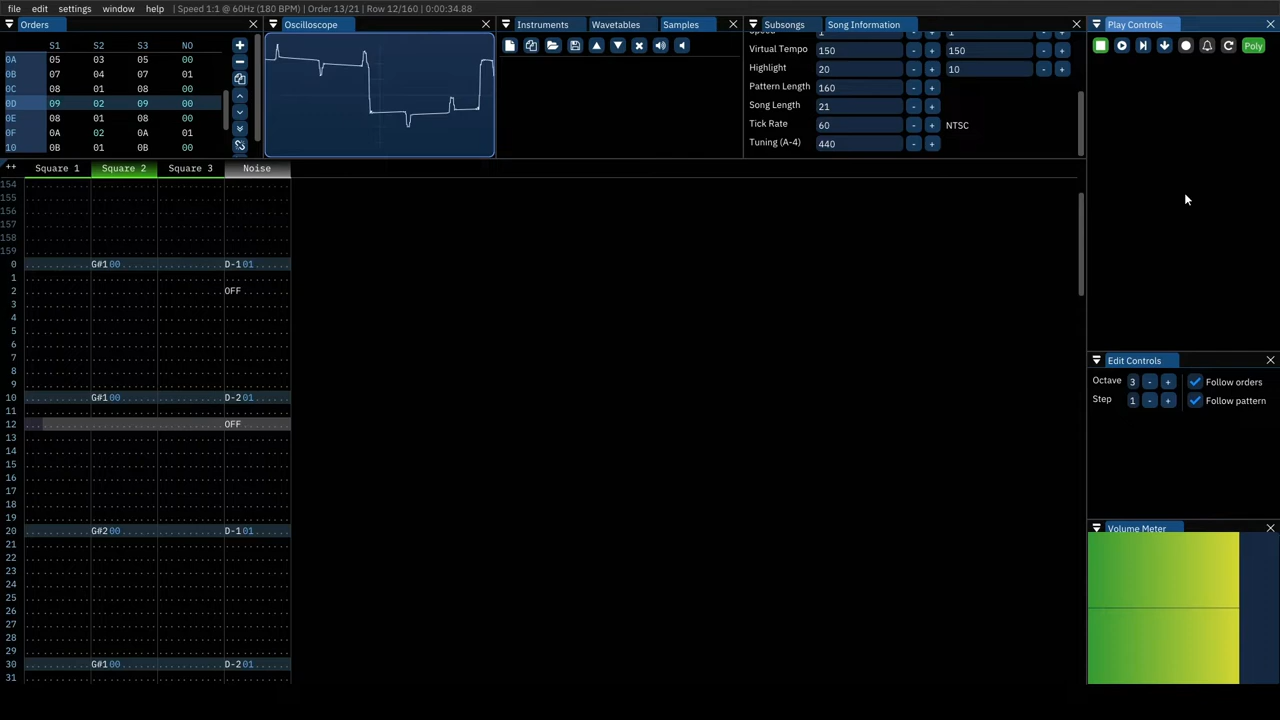 file edit settings window help | Speed 1:1 @ 60Hz (180 BPM) | Order 13/21 | Row 12/160 | 0:00:34.88
Orders
S1 S2 S3 NO
0A 05 03 05 00
0B 07 04 07 01
0C 08 01 08 00
0D 09 02 09 00
0E 08 01 08 00
0F 0A 02 0A 01
10 0B 01 0B 00
Oscilloscope
Instruments Wavetables Samples
Subsongs Song Information
Virtual Tempo 150 - + 150 - +
Highlight 20 - + 10 - +
Pattern Length 160 - +
Song Length 21 - +
Tick Rate 60 - + NTSC
Tuning (A-4) 440 - +
Play Controls
Poly
++ Square 1 Square 2 Square 3 Noise
154
155
156
157
158
159
0 G#1 00 D-1 01
1
2 OFF
3
4
5
6
7
8
9
10 G#1 00 D-2 01
11
12 OFF
13
14
15
16
17
18
19
20 G#2 00 D-1 01
21
22
23
24
25
26
27
28
29
30 G#1 00 D-2 01
31
Edit Controls
Octave 3 - + Follow orders
Step 1 - + Follow pattern
Volume Meter